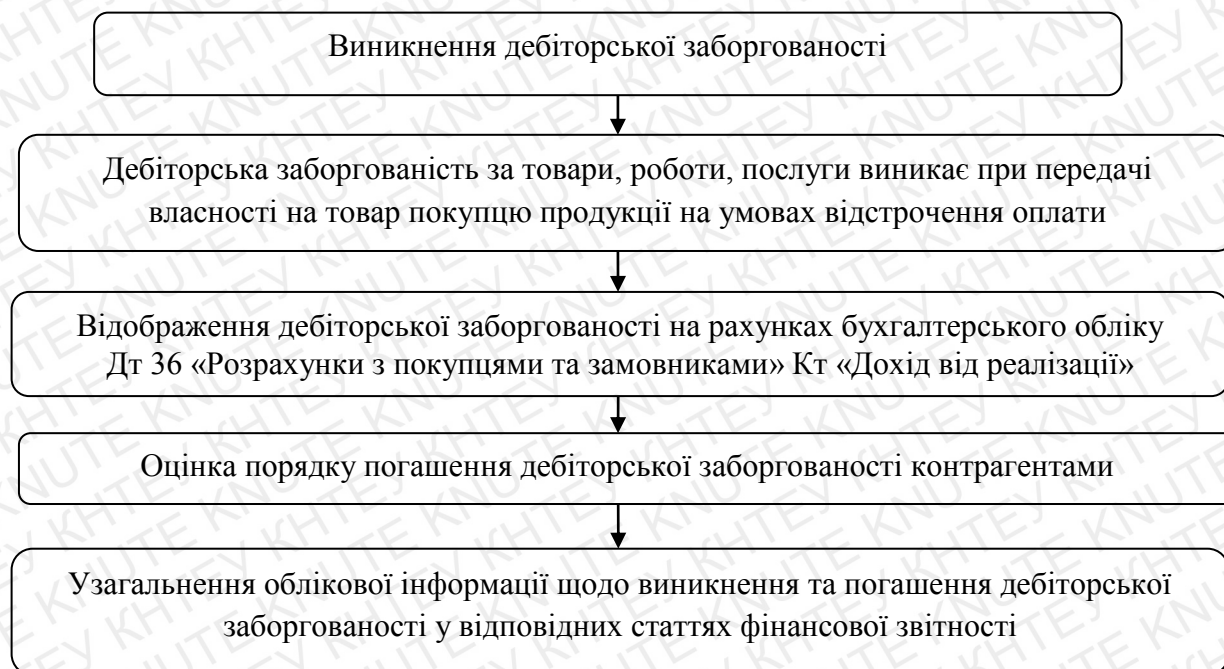 Виникнення дебіторської заборгованості
Дебіторська заборгованість за товари, роботи, послуги виникає при передачі
власності на товар покупцю продукції на умовах відстрочення оплати
Відображення дебіторської заборгованості на рахунках бухгалтерського обліку
Дт 36 «Розрахунки з покупцями та замовниками» Кт «Дохід від реалізації»
Оцінка порядку погашення дебіторської заборгованості контрагентами
Узагальнення облікової інформації щодо виникнення та погашення дебіторської
заборгованості у відповідних статтях фінансової звітності